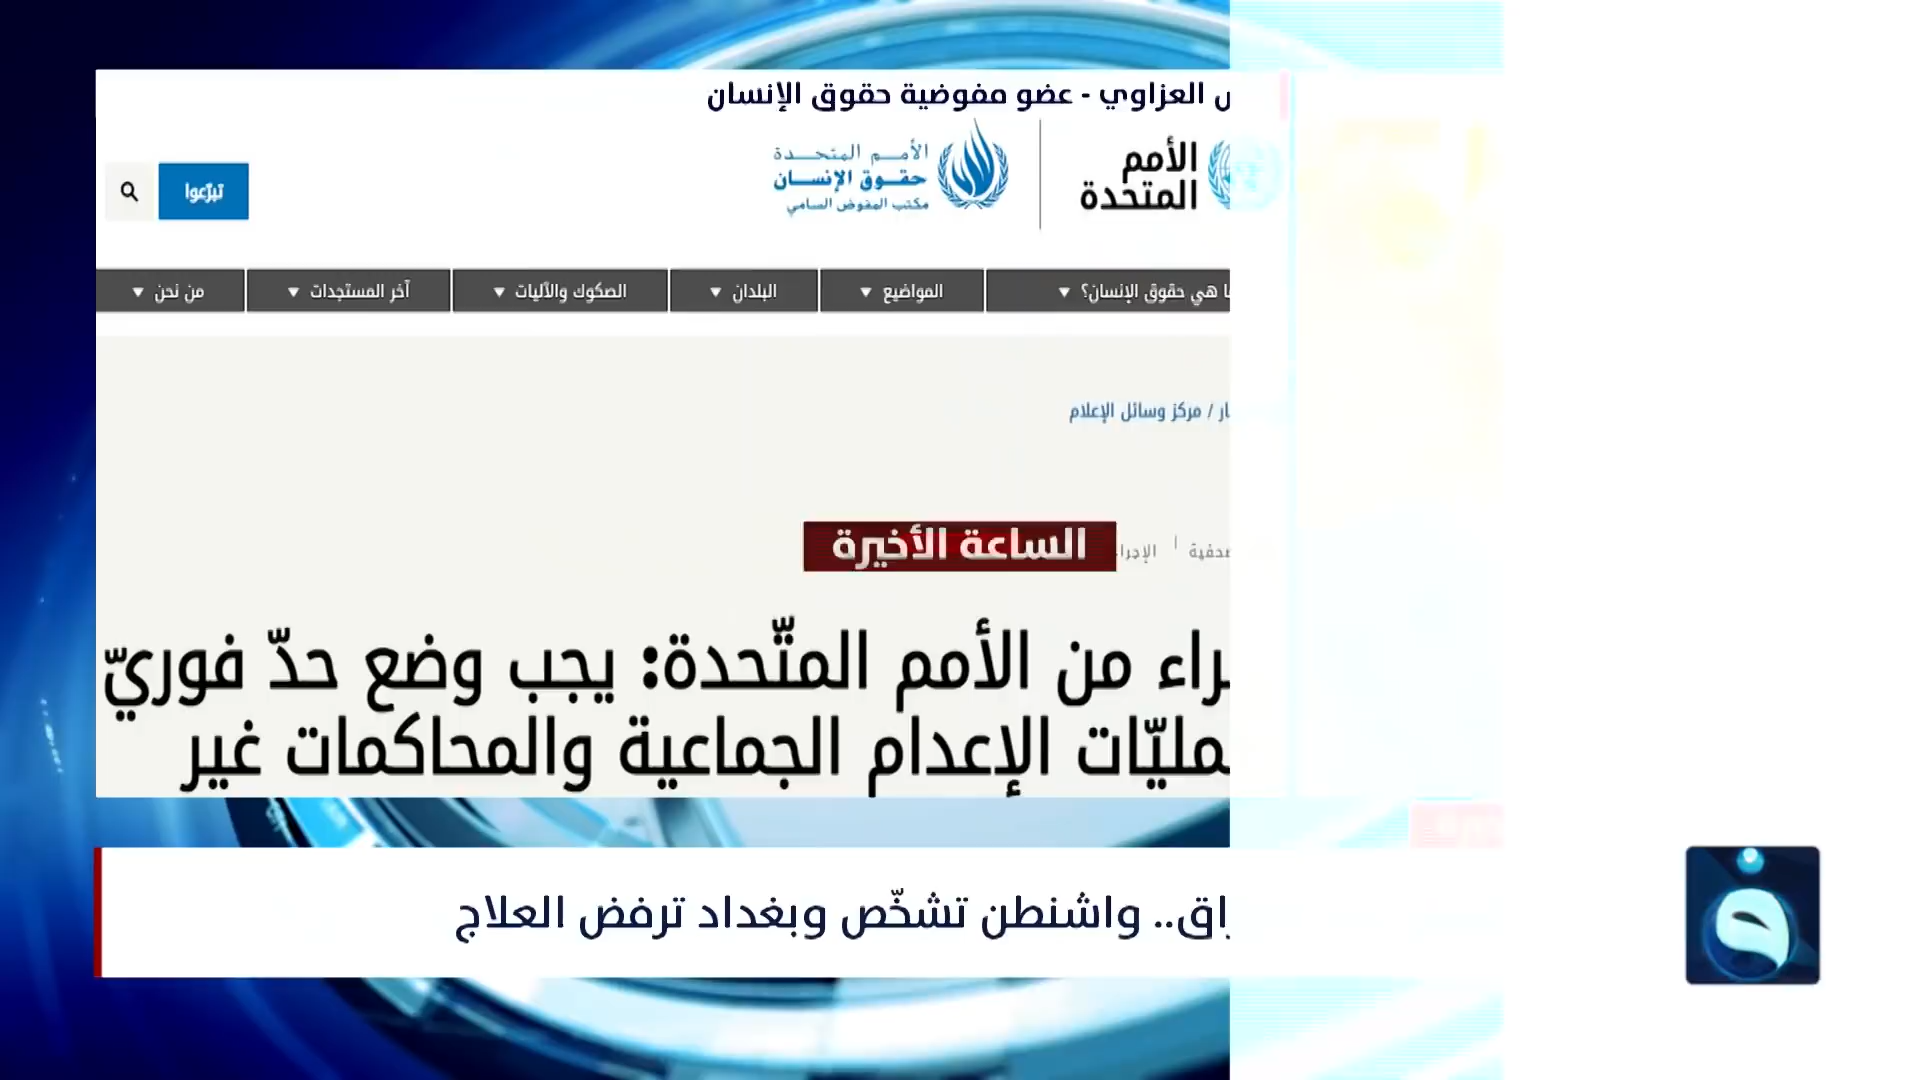 العزاوي - عضو مفوضية حقوق الإنسان
الأمم
المتحدة
الأمم المتحدة
حقوق الإنسان
مكتب المفوض السامي
تبرّعوا
هي حقوق الإنسان؟
المواضيع
البلدان
الصكوك والآليات
آخر المستجدات
من نحن
/ مركز وسائل الإعلام
الساعة الأخيرة
من الأمم المتّحدة: يجب وضع حدّ فوريّ
الإعدام الجماعية والمحاكمات غير
واشنطن تشخّص وبغداد ترفض العلاج